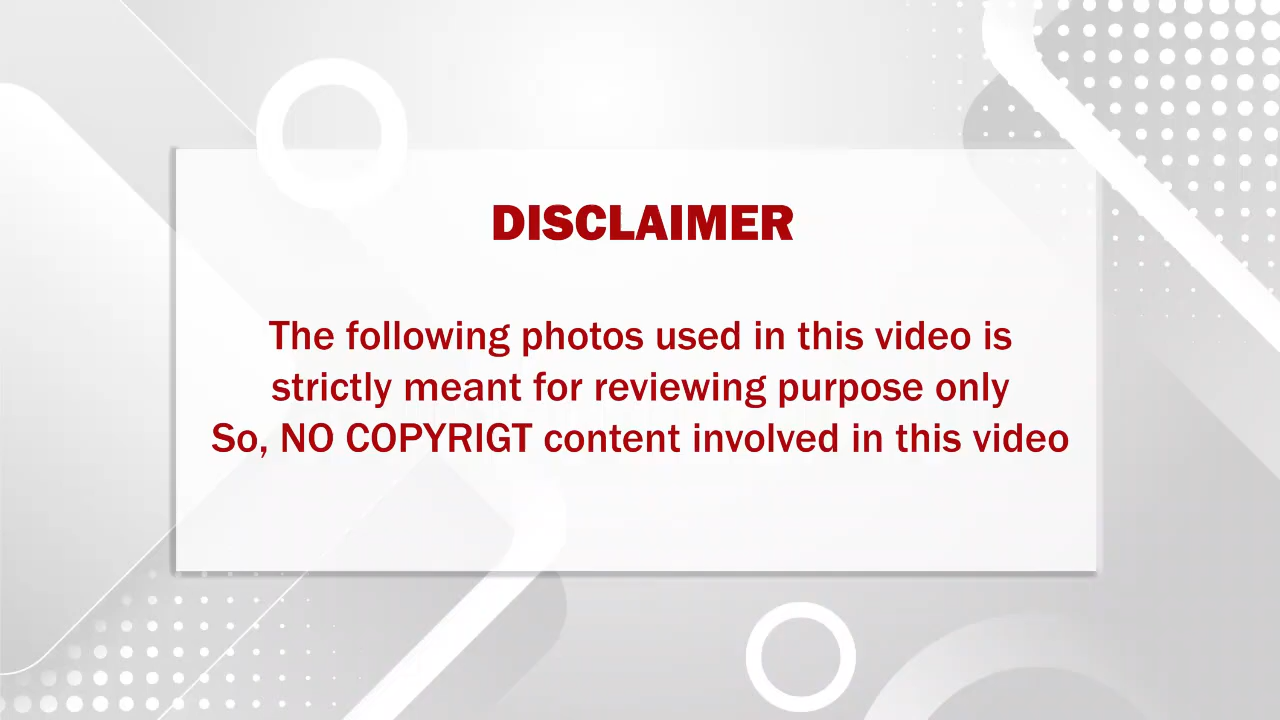 DISCLAIMER
The following photos used in this video is
strictly meant for reviewing purpose only
So, NO COPYRIGT content involved in this video